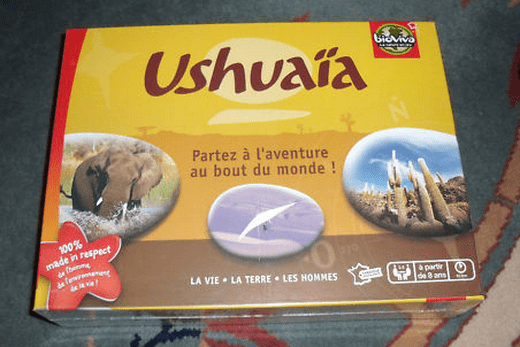 bioviva
Ushuaïa
Partez à l'aventure
au bout du monde !
100%
made in respect
de l'homme,
de l'environnement,
de la vie !
LA VIE • LA TERRE • LES HOMMES
à partir
de 8 ans